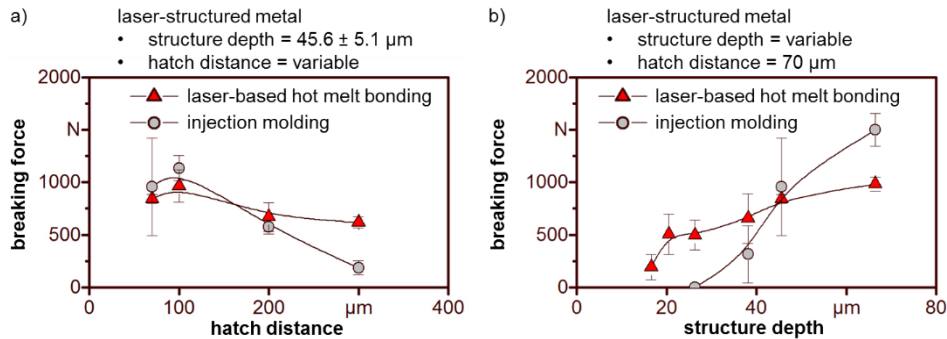 a)
laser-structured metal
• structure depth = 45.6 ± 5.1 µm
• hatch distance = variable
2000
N
1000
500
0
breaking force
laser-based hot melt bonding
injection molding
0 100 200 µm 400
hatch distance
b)
laser-structured metal
• structure depth = variable
• hatch distance = 70 µm
2000
N
1000
500
0
breaking force
laser-based hot melt bonding
injection molding
0 20 40 µm 80
structure depth